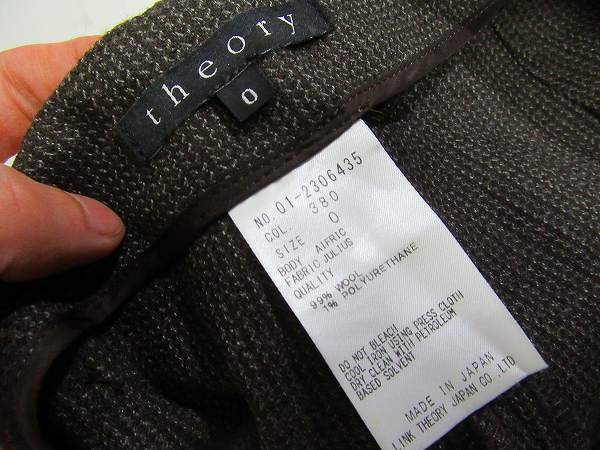 theory
0
NO. 01-2306435
COL. 380
SIZE 0
BODY AIFRIC
FABRIC JULIUS
QUALITY
99% WOOL
1% POLYURETHANE
DO NOT BLEACH
COOL IRON USING PRESS CLOTH
DRY CLEAN WITH PETROLEUM
BASED SOLVENT
MADE IN JAPAN
LINK THEORY JAPAN CO.,LTD